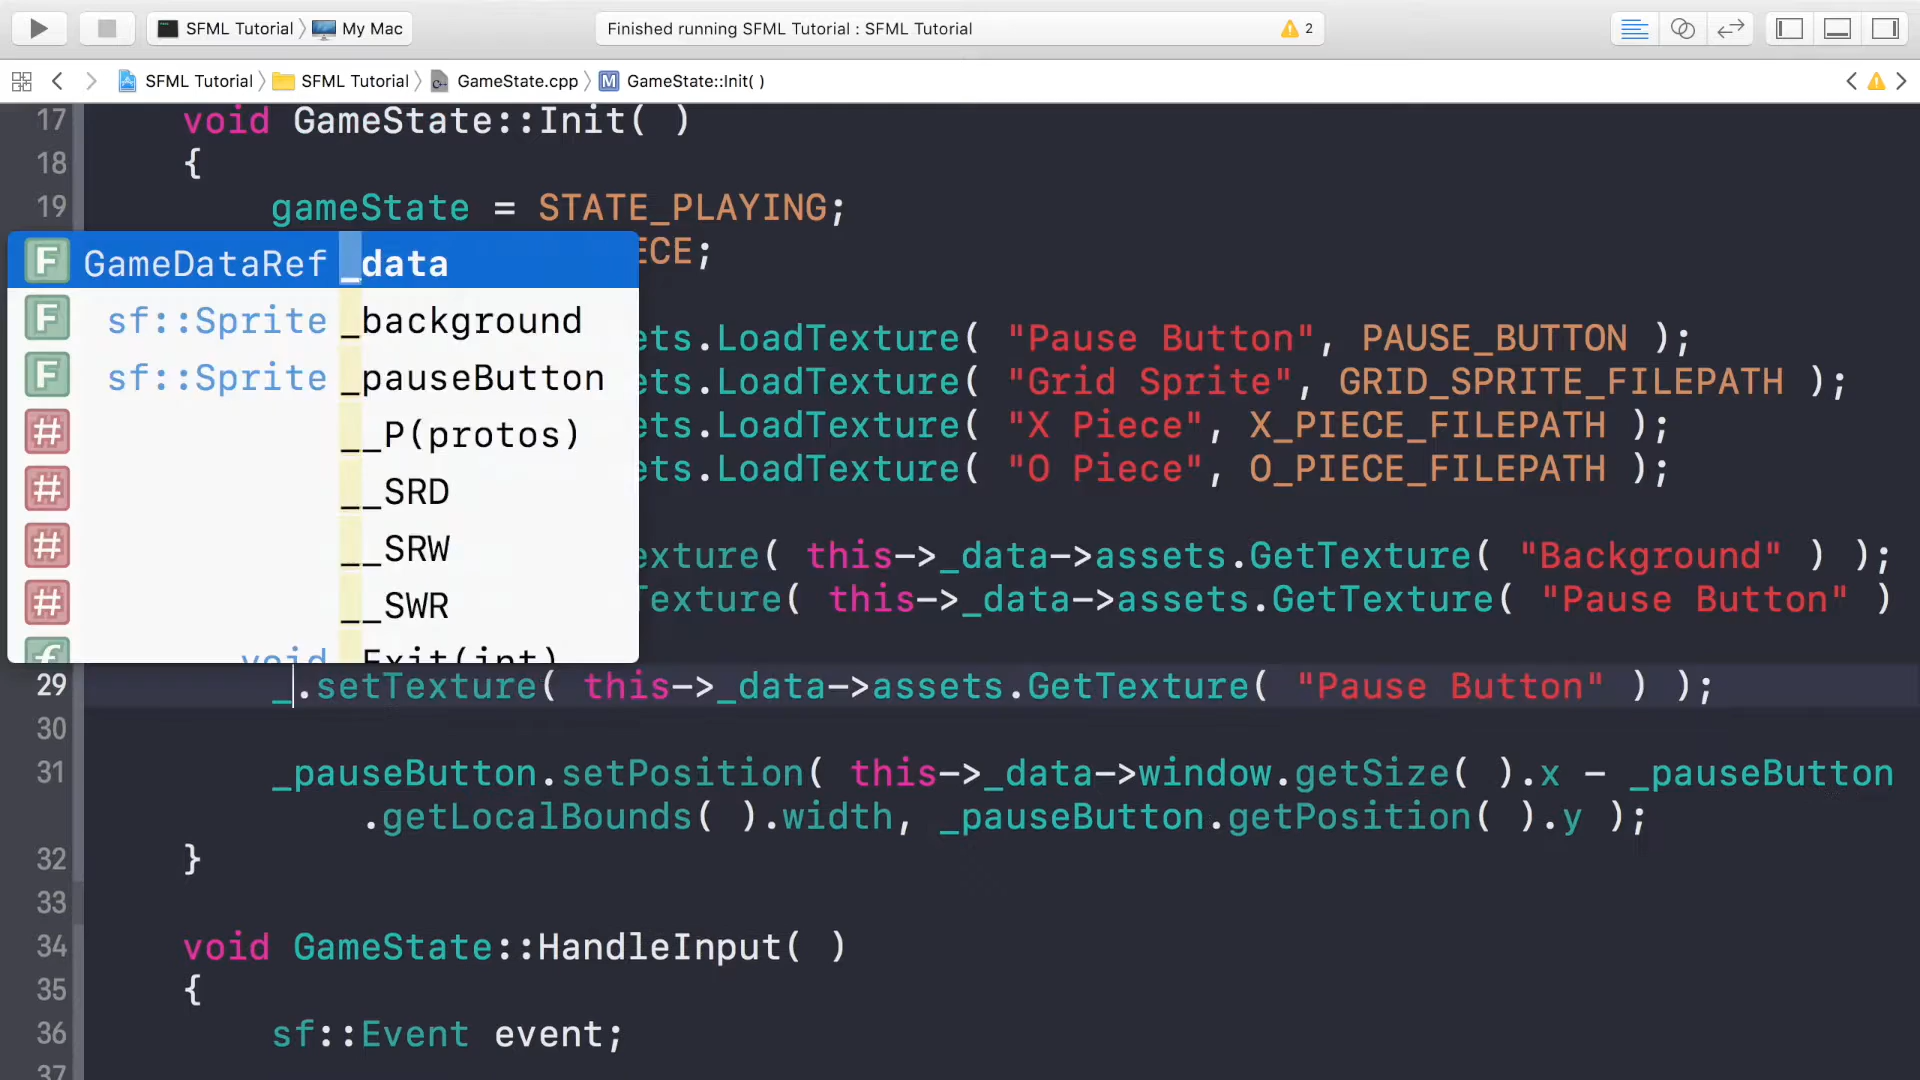 SFML Tutorial 〉 My Mac
Finished running SFML Tutorial : SFML Tutorial
2
SFML Tutorial 〉 SFML Tutorial 〉 GameState.cpp 〉 M GameState::Init( )
17 void GameState::Init( )
18 {
19 gameState = STATE_PLAYING;
ECE;
F GameDataRef _data
F sf::Sprite _background
F sf::Sprite _pauseButton
# __P(protos)
# __SRD
# __SRW
# __SWR
f void _Exit(int)
ets.LoadTexture( "Pause Button", PAUSE_BUTTON );
ets.LoadTexture( "Grid Sprite", GRID_SPRITE_FILEPATH );
ets.LoadTexture( "X Piece", X_PIECE_FILEPATH );
ets.LoadTexture( "O Piece", O_PIECE_FILEPATH );
exture( this->_data->assets.GetTexture( "Background" ) );
Texture( this->_data->assets.GetTexture( "Pause Button" )
29 _.setTexture( this->_data->assets.GetTexture( "Pause Button" ) );
30
31 _pauseButton.setPosition( this->_data->window.getSize( ).x - _pauseButton
.getLocalBounds( ).width, _pauseButton.getPosition( ).y );
32 }
33
34 void GameState::HandleInput( )
35 {
36 sf::Event event;
37